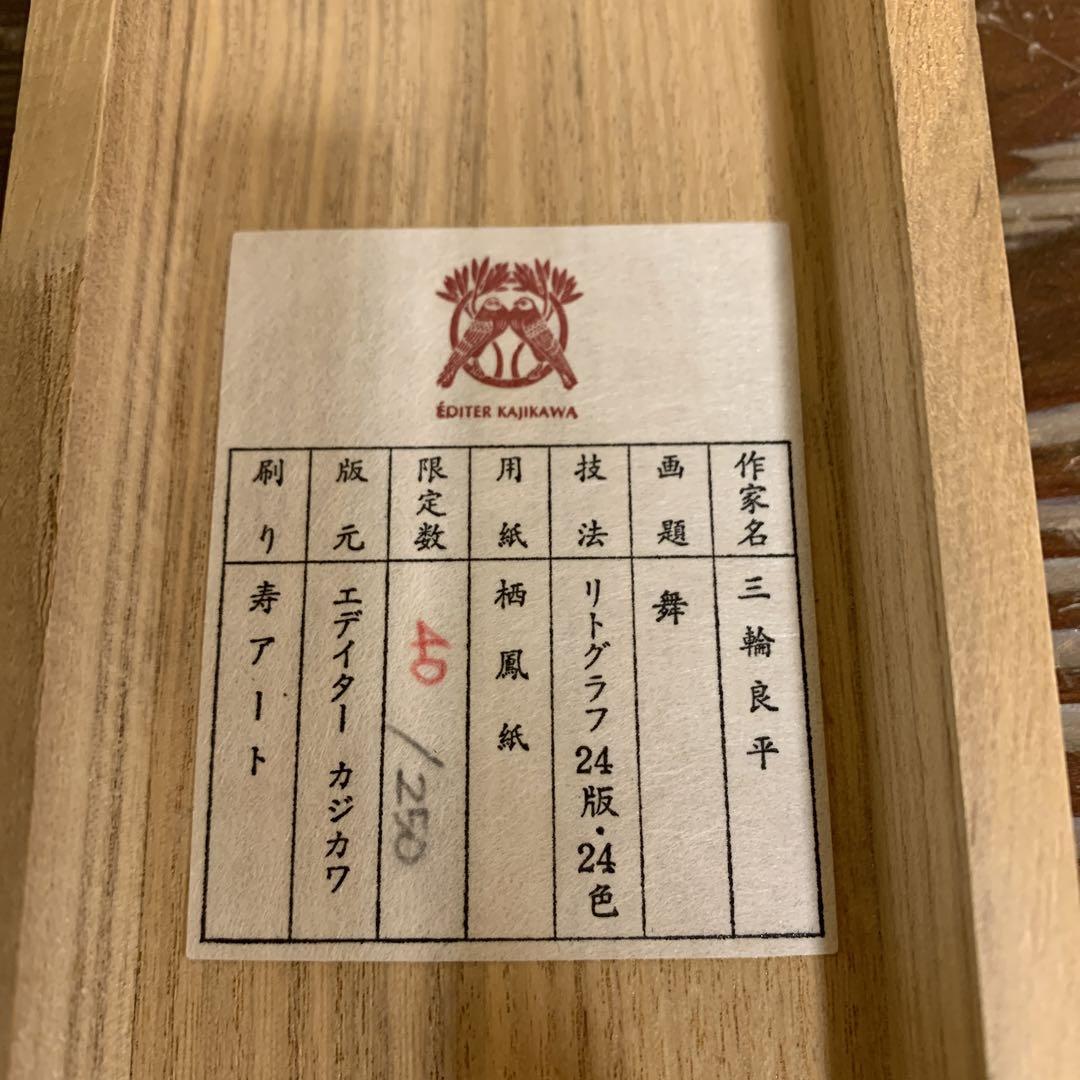 ÉDITER KAJIKAWA
作家名 三輪良平
画題 舞
技法 リトグラフ24版・24色
用紙 栖鳳紙
限定数 40/250
版元 エデイター カジカワ
刷り 寿アート